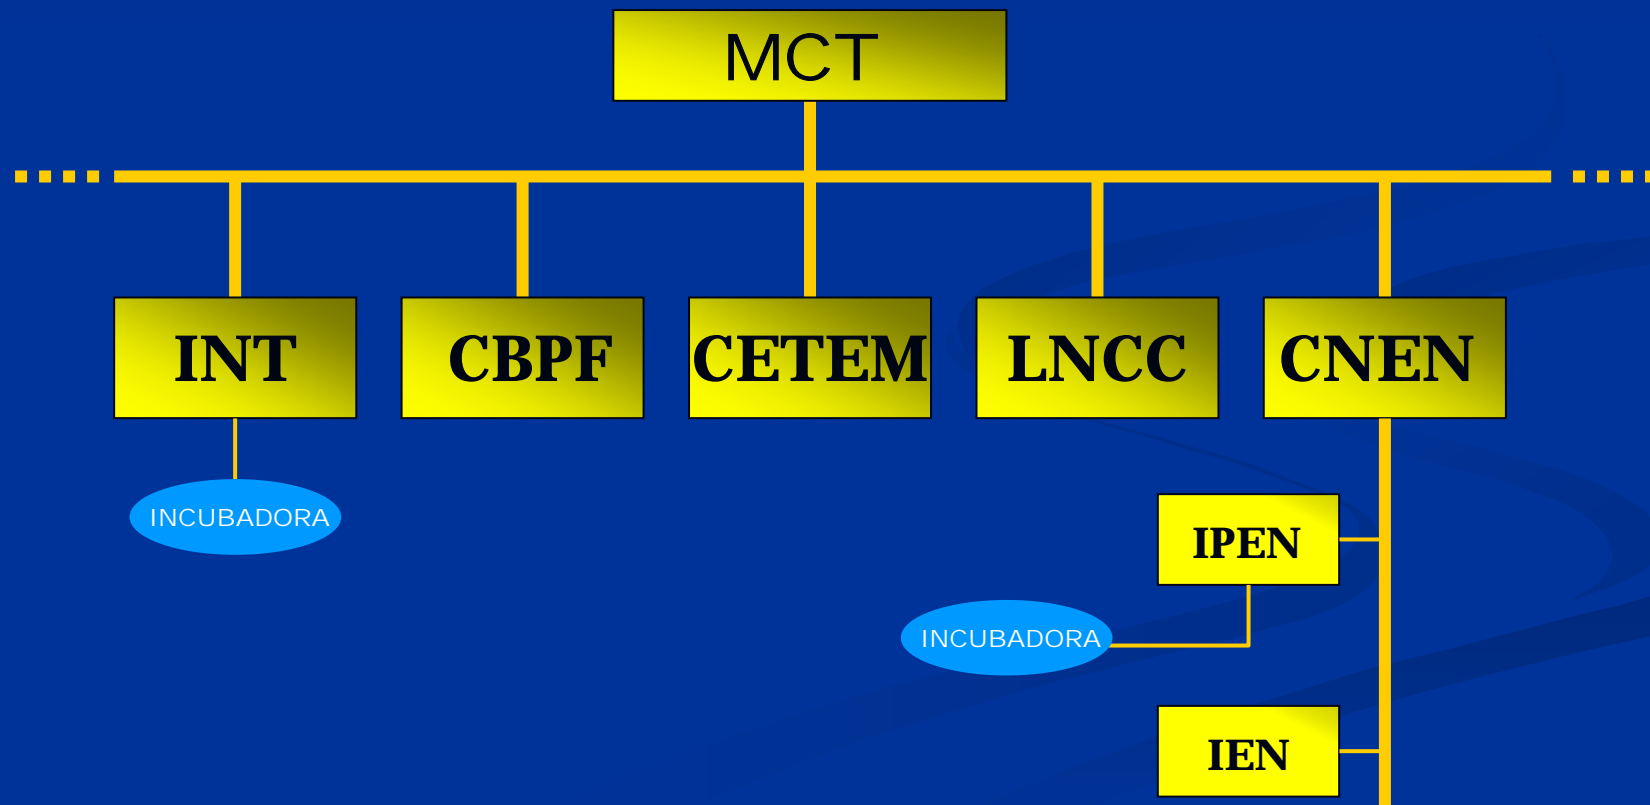 MCT
INT
CBPF
CETEM
LNCC
CNEN
INCUBADORA
IPEN
INCUBADORA
IEN